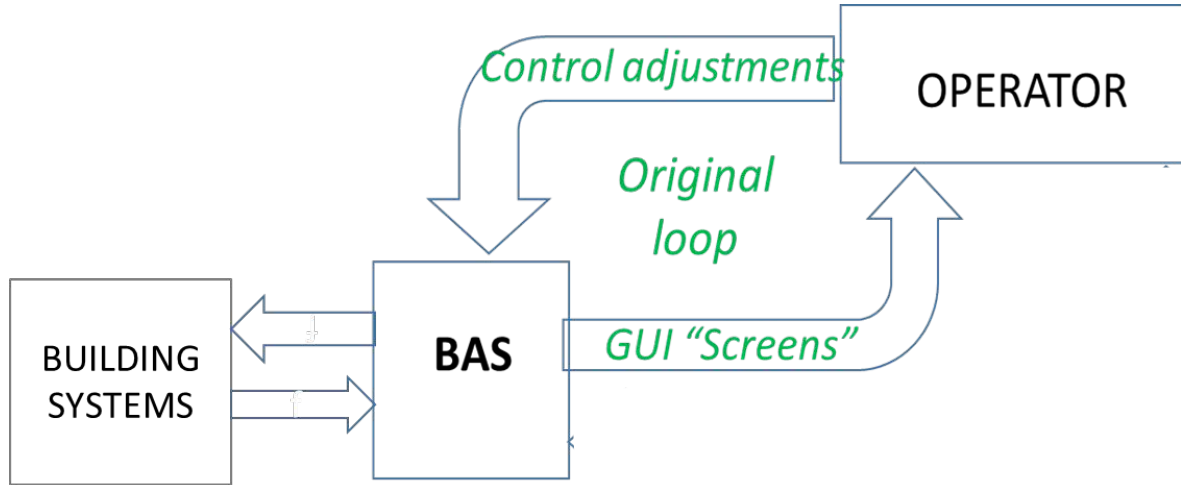 Control adjustments
OPERATOR
Original
loop
BUILDING
SYSTEMS
BAS
GUI “Screens”